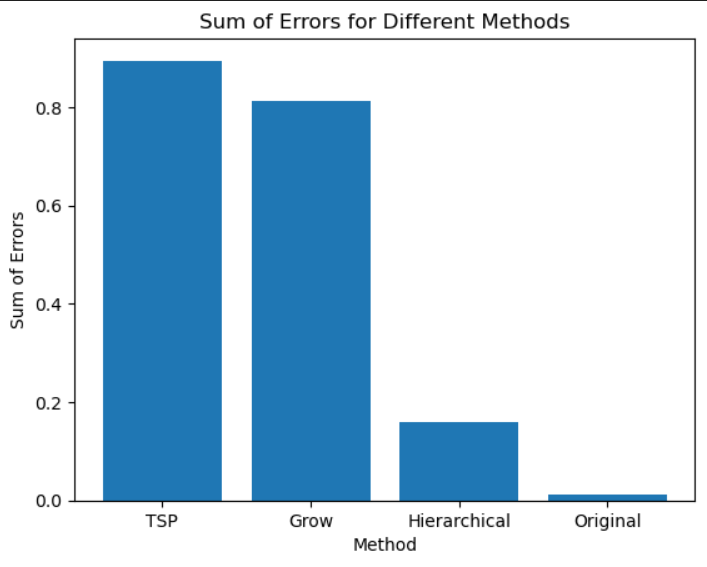 Sum of Errors for Different Methods
Sum of Errors
0.8
0.6
0.4
0.2
0.0
TSP Grow Hierarchical Original
Method